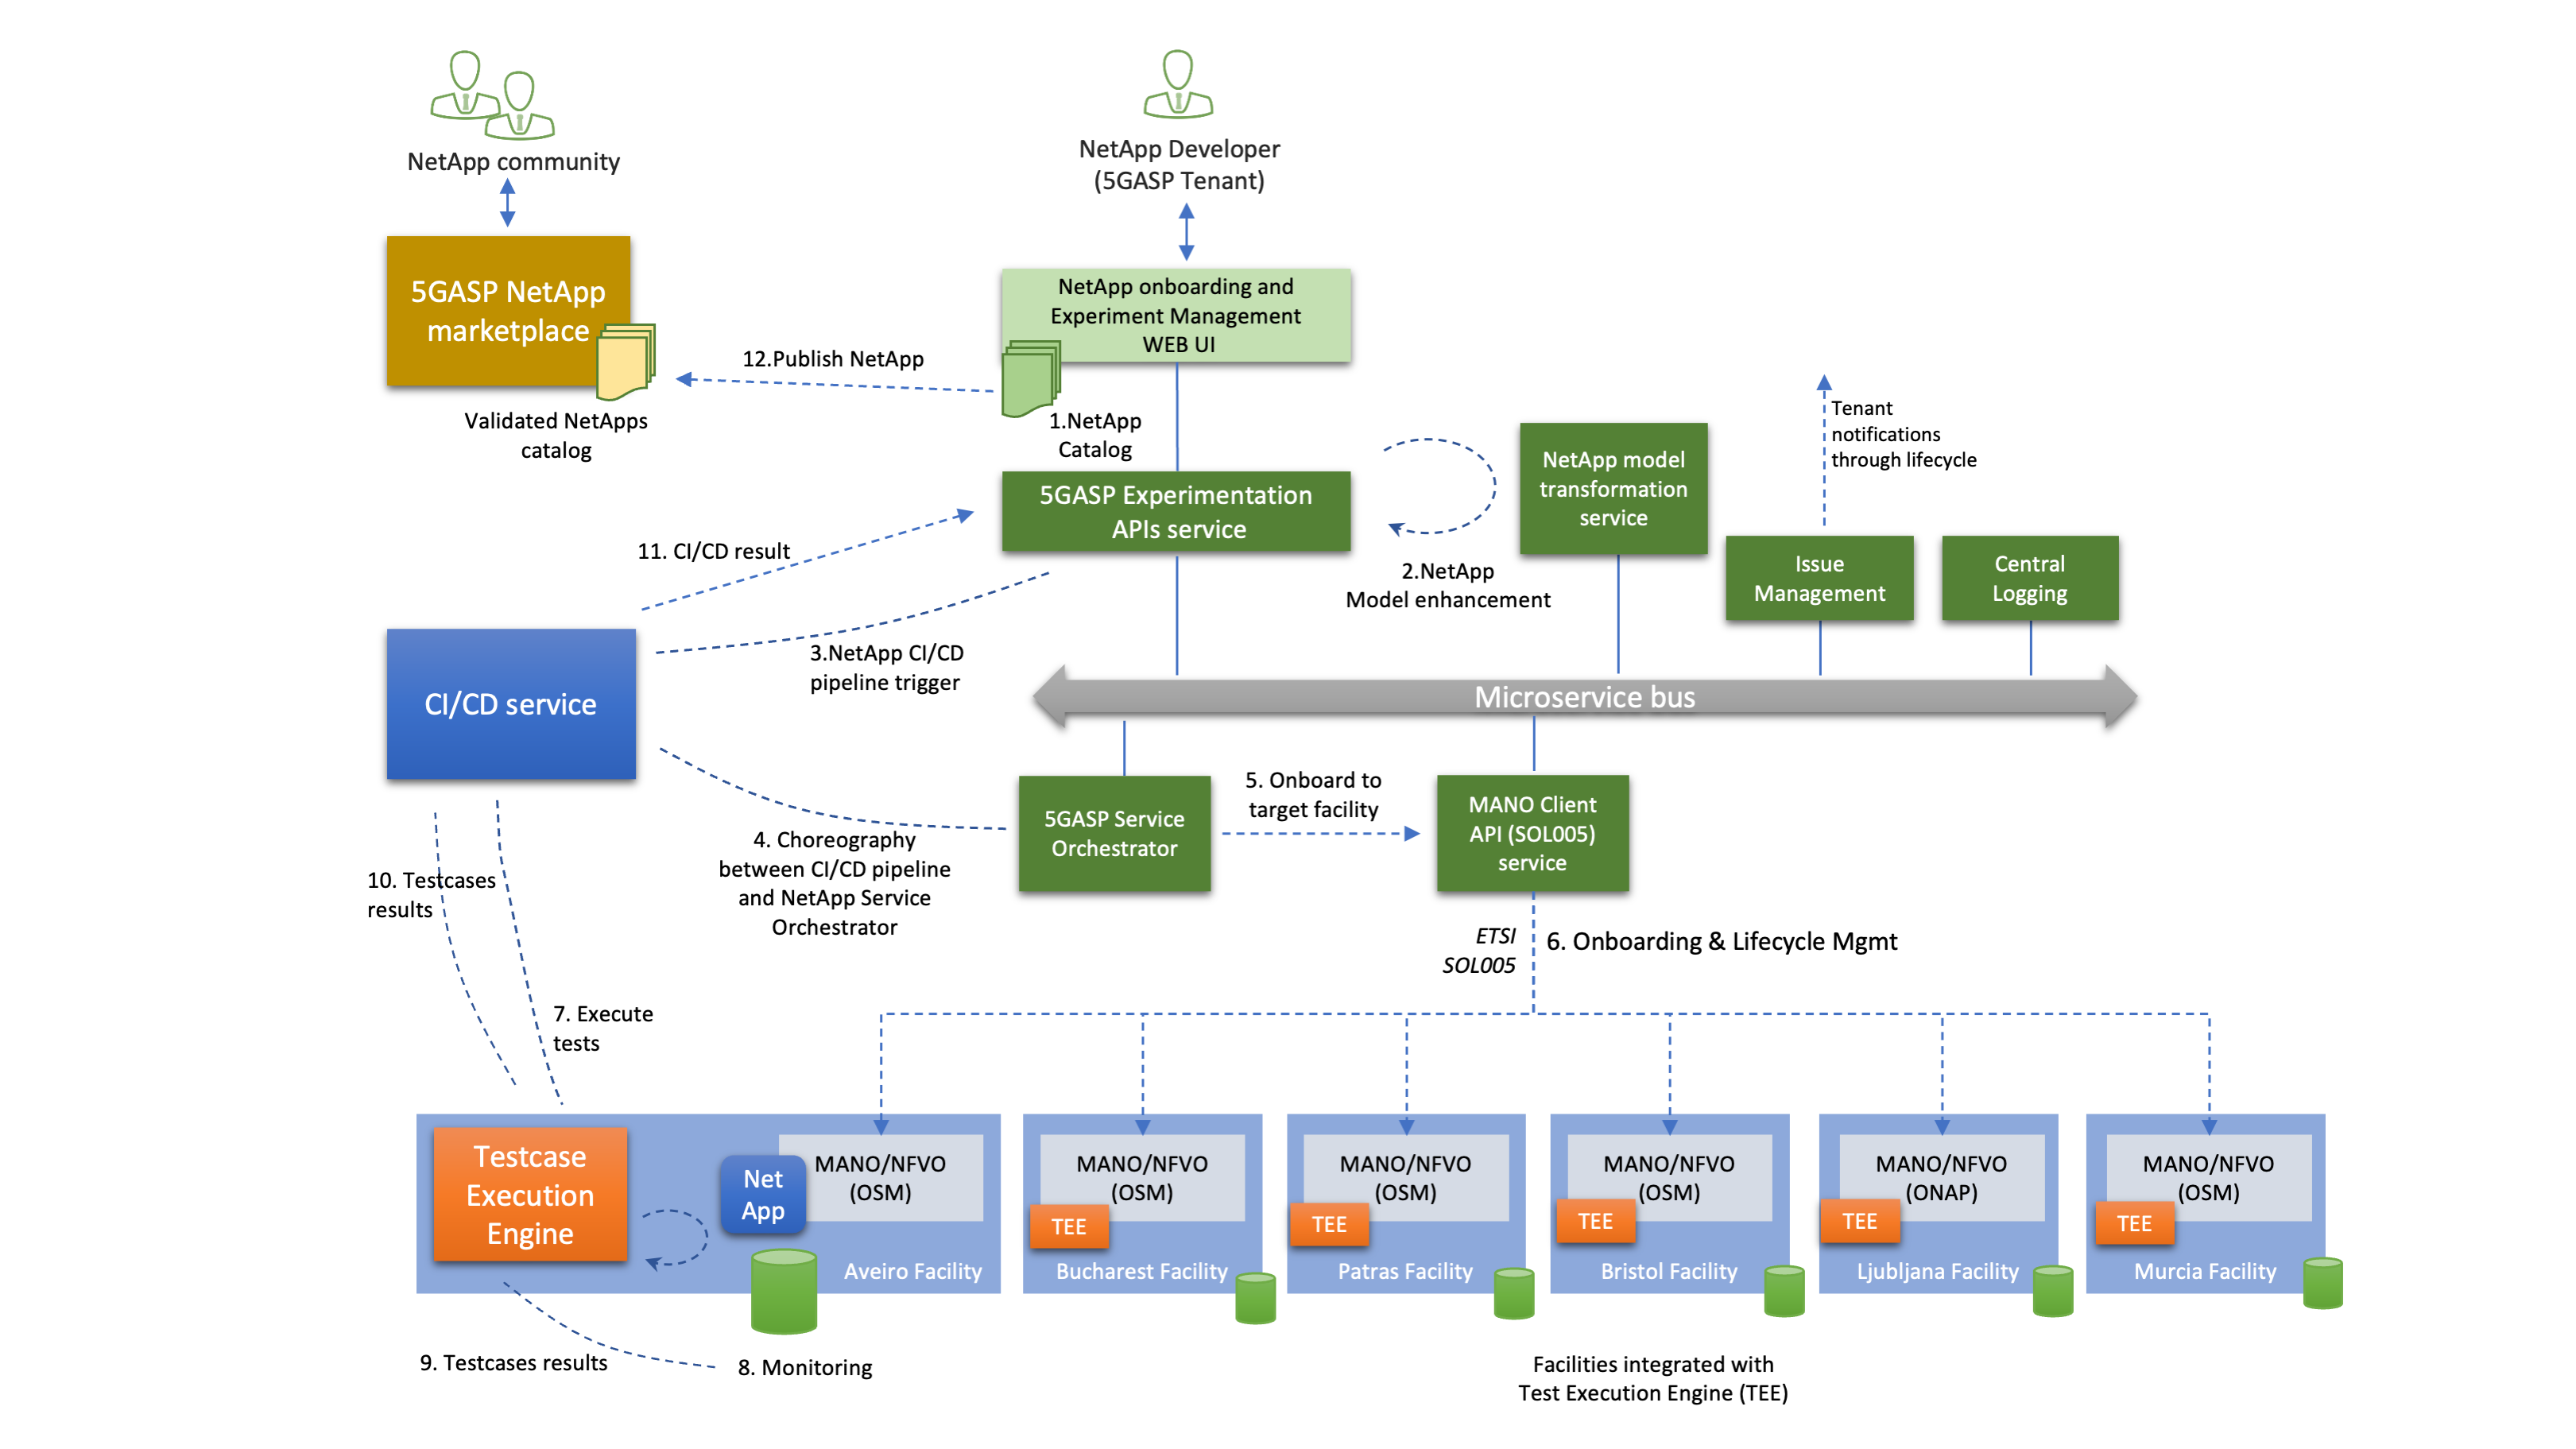 NetApp community
NetApp Developer
(5GASP Tenant)
5GASP NetApp
marketplace
NetApp onboarding and
Experiment Management
WEB UI
12.Publish NetApp
Validated NetApps
catalog
1.NetApp
Catalog
Tenant
notifications
through lifecycle
5GASP Experimentation
APIs service
NetApp model
transformation
service
11. CI/CD result
2.NetApp
Model enhancement
Issue
Management
Central
Logging
3.NetApp CI/CD
pipeline trigger
CI/CD service
Microservice bus
4. Choreography
between CI/CD pipeline
and NetApp Service
Orchestrator
5GASP Service
Orchestrator
5. Onboard to
target facility
MANO Client
API (SOL005)
service
10. Testcases
results
ETSI
SOL005
6. Onboarding & Lifecycle Mgmt
7. Execute
tests
Testcase
Execution
Engine
Net
App
MANO/NFVO
(OSM)
Aveiro Facility
MANO/NFVO
(OSM)
TEE
Bucharest Facility
MANO/NFVO
(OSM)
TEE
Patras Facility
MANO/NFVO
(OSM)
TEE
Bristol Facility
MANO/NFVO
(ONAP)
TEE
Ljubljana Facility
MANO/NFVO
(OSM)
TEE
Murcia Facility
9. Testcases results
8. Monitoring
Facilities integrated with
Test Execution Engine (TEE)